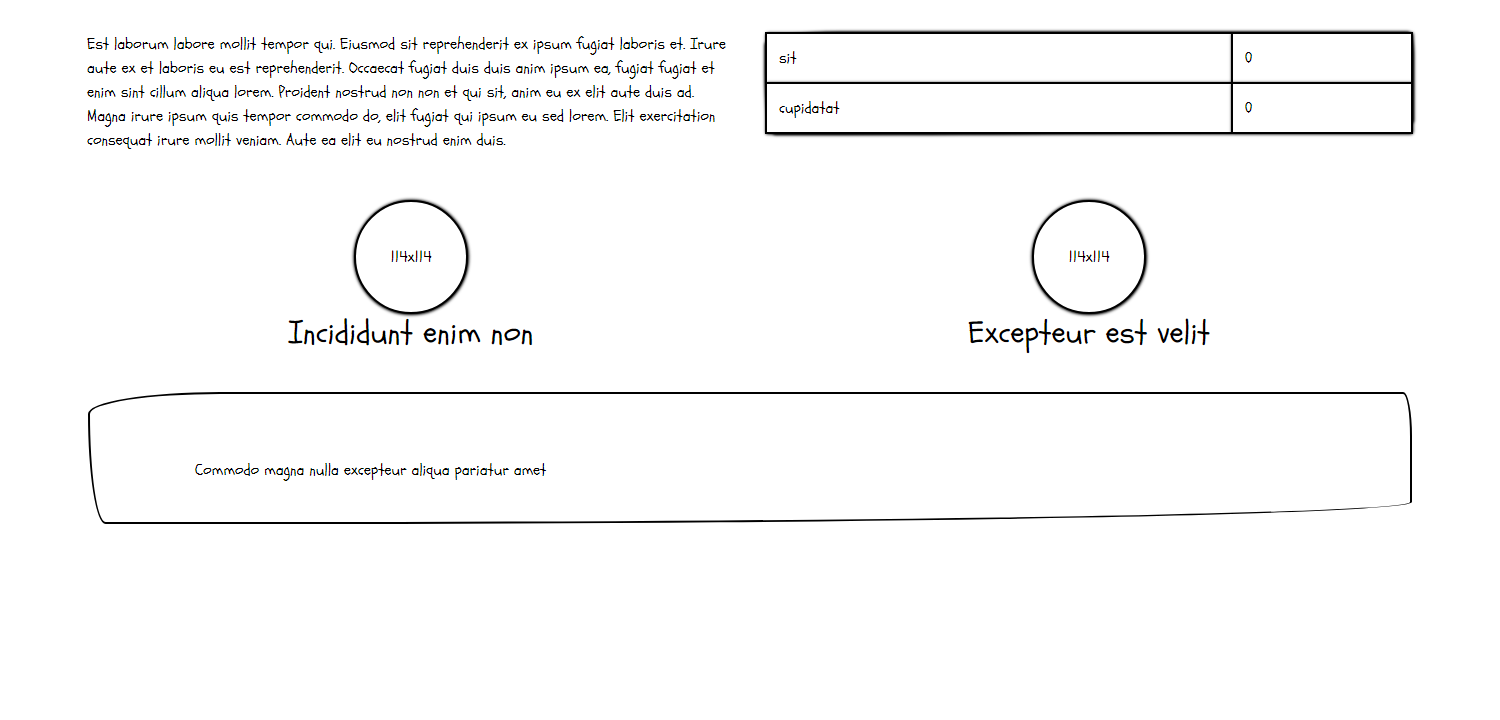 Est laborum labore mollit tempor qui. Eiusmod sit reprehenderit ex ipsum fugiat laboris et. Irure
aute ex et laboris eu est reprehenderit. Occaecat fugiat duis duis anim ipsum ea, fugiat fugiat et
enim sint cillum aliqua lorem. Proident nostrud non non et qui sit, anim eu ex elit aute duis ad.
Magna irure ipsum quis tempor commodo do, elit fugiat qui ipsum eu sed lorem. Elit exercitation
consequat irure mollit veniam. Aute ea elit eu nostrud enim duis.
sit 0
cupidatat 0
114x114
Incididunt enim non
114x114
Excepteur est velit
Commodo magna nulla excepteur aliqua pariatur amet